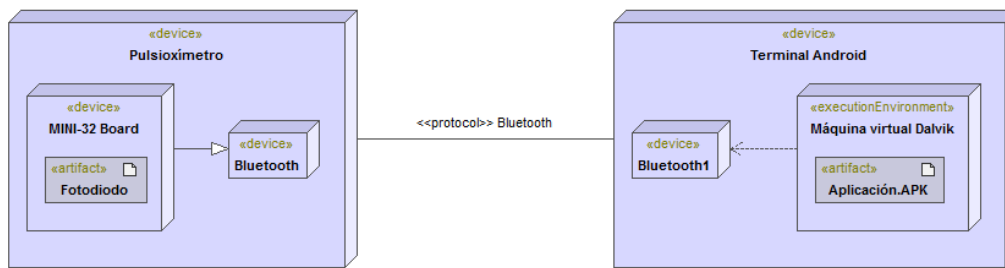 «device»
Pulsioxímetro
«device»
MINI-32 Board
«artifact»
Fotodiodo
«device»
Bluetooth
<<protocol>> Bluetooth
«device»
Terminal Android
«device»
Bluetooth1
«executionEnvironment»
Máquina virtual Dalvik
«artifact»
Aplicación.APK